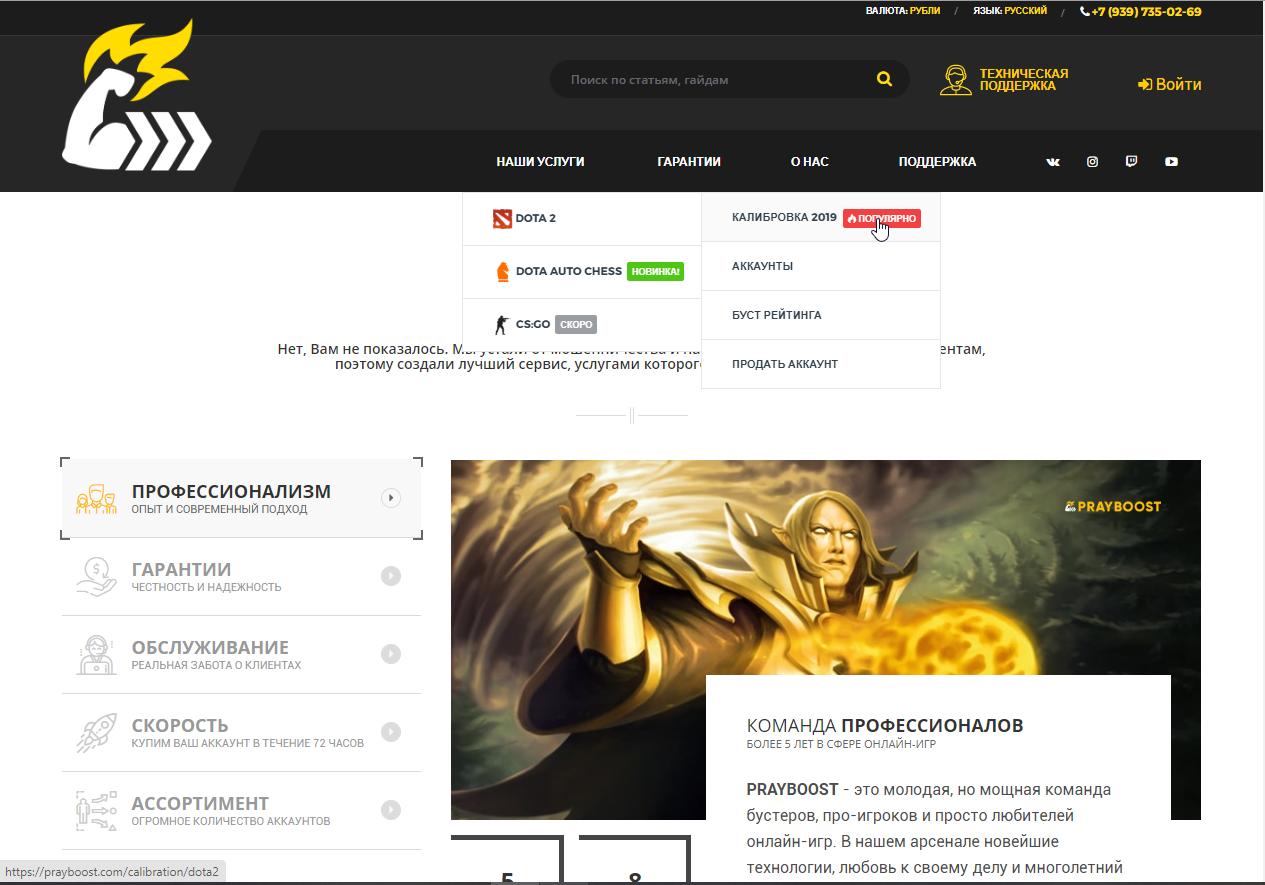 ВАЛЮТА: РУБЛИ / ЯЗЫК: РУССКИЙ / +7 (939) 735-02-69
Поиск по статьям, гайдам
ТЕХНИЧЕСКАЯ
ПОДДЕРЖКА
Войти
НАШИ УСЛУГИ ГАРАНТИИ О НАС ПОДДЕРЖКА
DOTA 2
DOTA AUTO CHESS НОВИНКА!
CS:GO СКОРО
КАЛИБРОВКА 2019 ПОПУЛЯРНО
АККАУНТЫ
БУСТ РЕЙТИНГА
ПРОДАТЬ АККАУНТ
Нет, Вам не показалось.
поэтому создали лучший сервис, услугами
ПРОФЕССИОНАЛИЗМ
ОПЫТ И СОВРЕМЕННЫЙ ПОДХОД
ГАРАНТИИ
ЧЕСТНОСТЬ И НАДЕЖНОСТЬ
ОБСЛУЖИВАНИЕ
РЕАЛЬНАЯ ЗАБОТА О КЛИЕНТАХ
СКОРОСТЬ
КУПИМ ВАШ АККАУНТ В ТЕЧЕНИЕ 72 ЧАСОВ
АССОРТИМЕНТ
ОГРОМНОЕ КОЛИЧЕСТВО АККАУНТОВ
PRAYBOOST
КОМАНДА ПРОФЕССИОНАЛОВ
БОЛЕЕ 5 ЛЕТ В СФЕРЕ ОНЛАЙН-ИГР
PRAYBOOST - это молодая, но мощная команда
бустеров, про-игроков и просто любителей
онлайн-игр. В нашем арсенале новейшие
технологии, любовь к своему делу и многолетний
5 8
https://prayboost.com/calibration/dota2